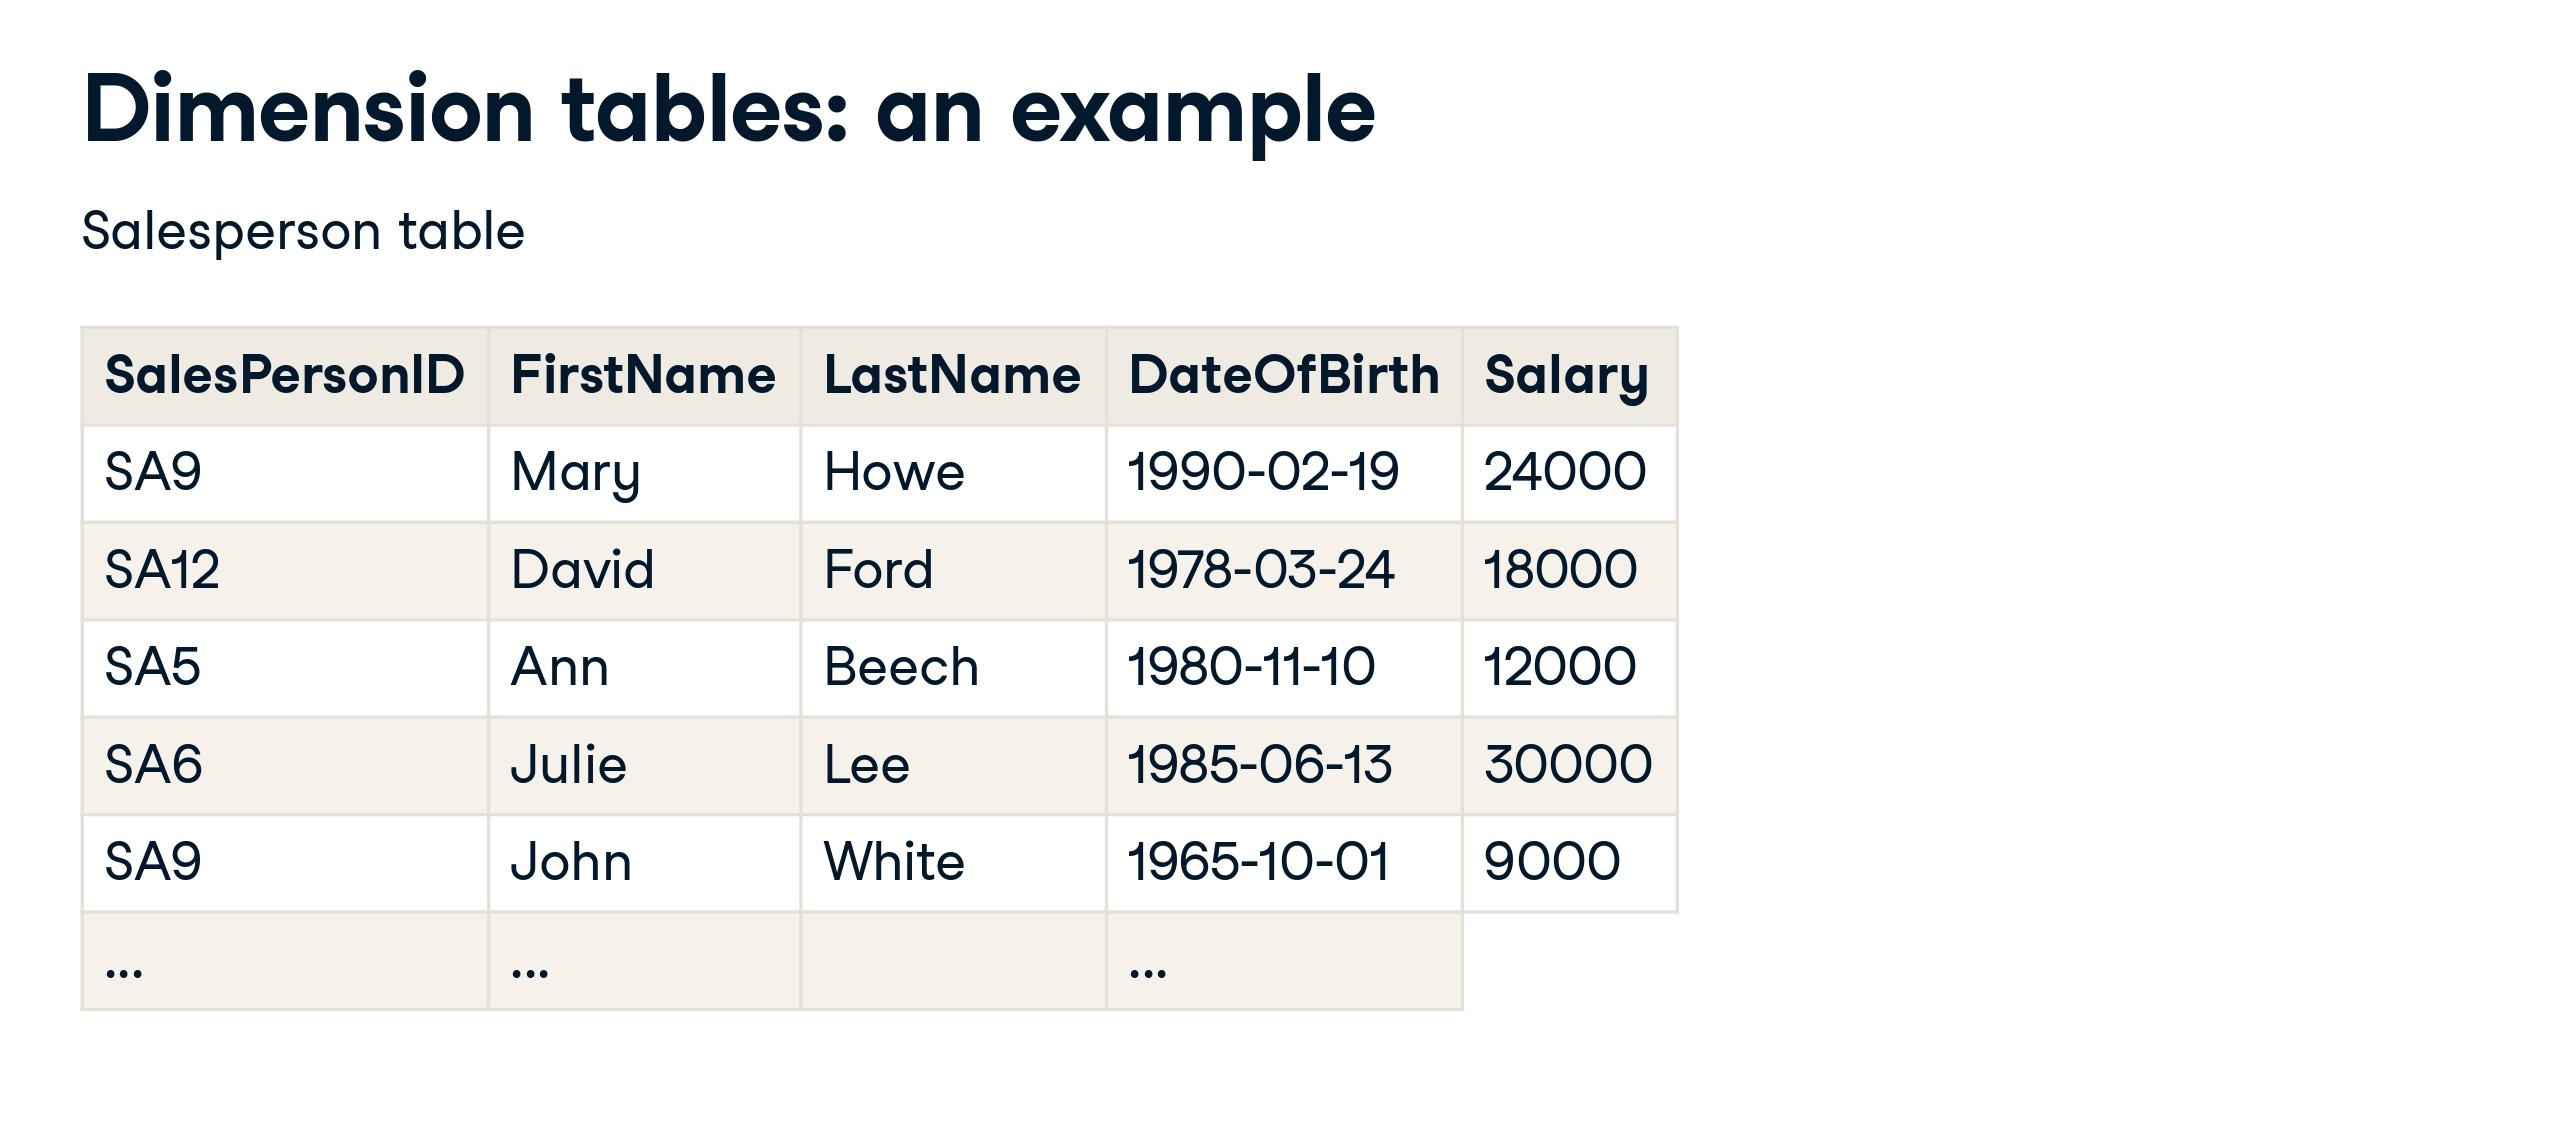 Dimension tables: an example
Salesperson table
SalesPersonID FirstName LastName DateOfBirth Salary
SA9 Mary Howe 1990-02-19 24000
SA12 David Ford 1978-03-24 18000
SA5 Ann Beech 1980-11-10 12000
SA6 Julie Lee 1985-06-13 30000
SA9 John White 1965-10-01 9000
... ... ...